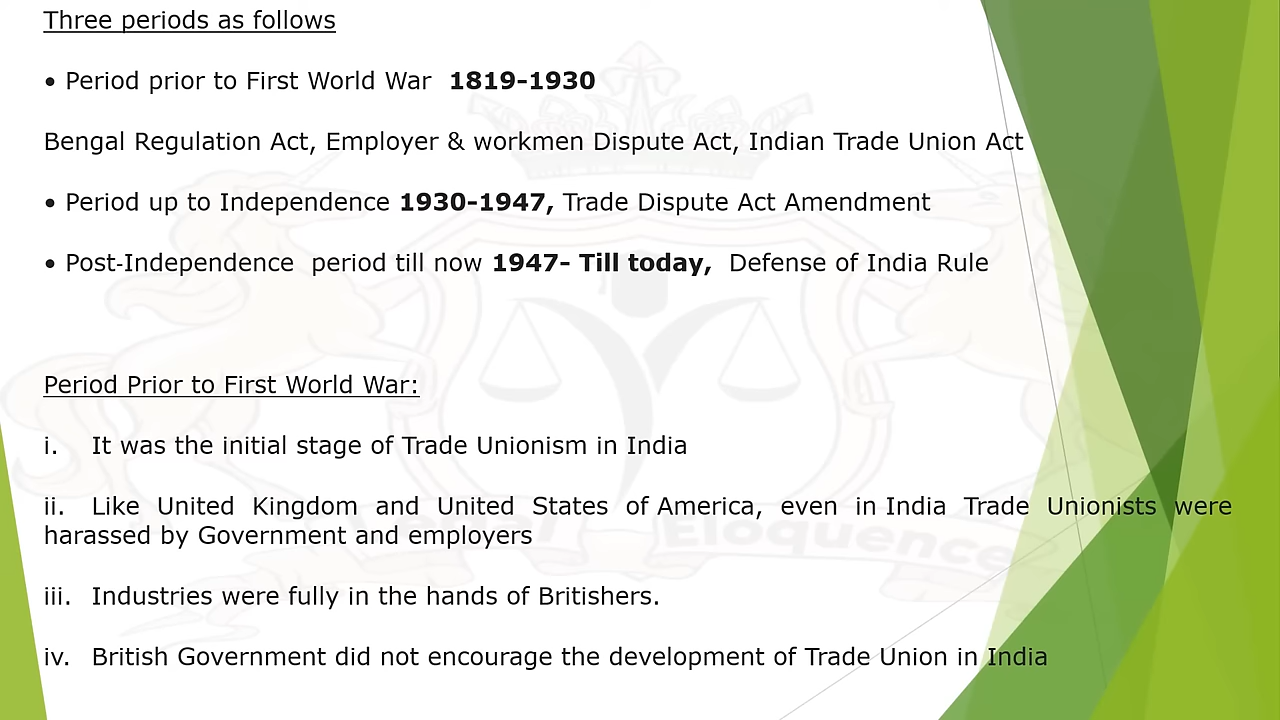 Three periods as follows
• Period prior to First World War 1819-1930
Bengal Regulation Act, Employer & workmen Dispute Act, Indian Trade Union Act
• Period up to Independence 1930-1947, Trade Dispute Act Amendment
• Post-Independence period till now 1947- Till today, Defense of India Rule
Period Prior to First World War:
i. It was the initial stage of Trade Unionism in India
ii. Like United Kingdom and United States of America, even in India Trade Unionists were
harassed by Government and employers
iii. Industries were fully in the hands of Britishers.
iv. British Government did not encourage the development of Trade Union in India
Legal Eloquence